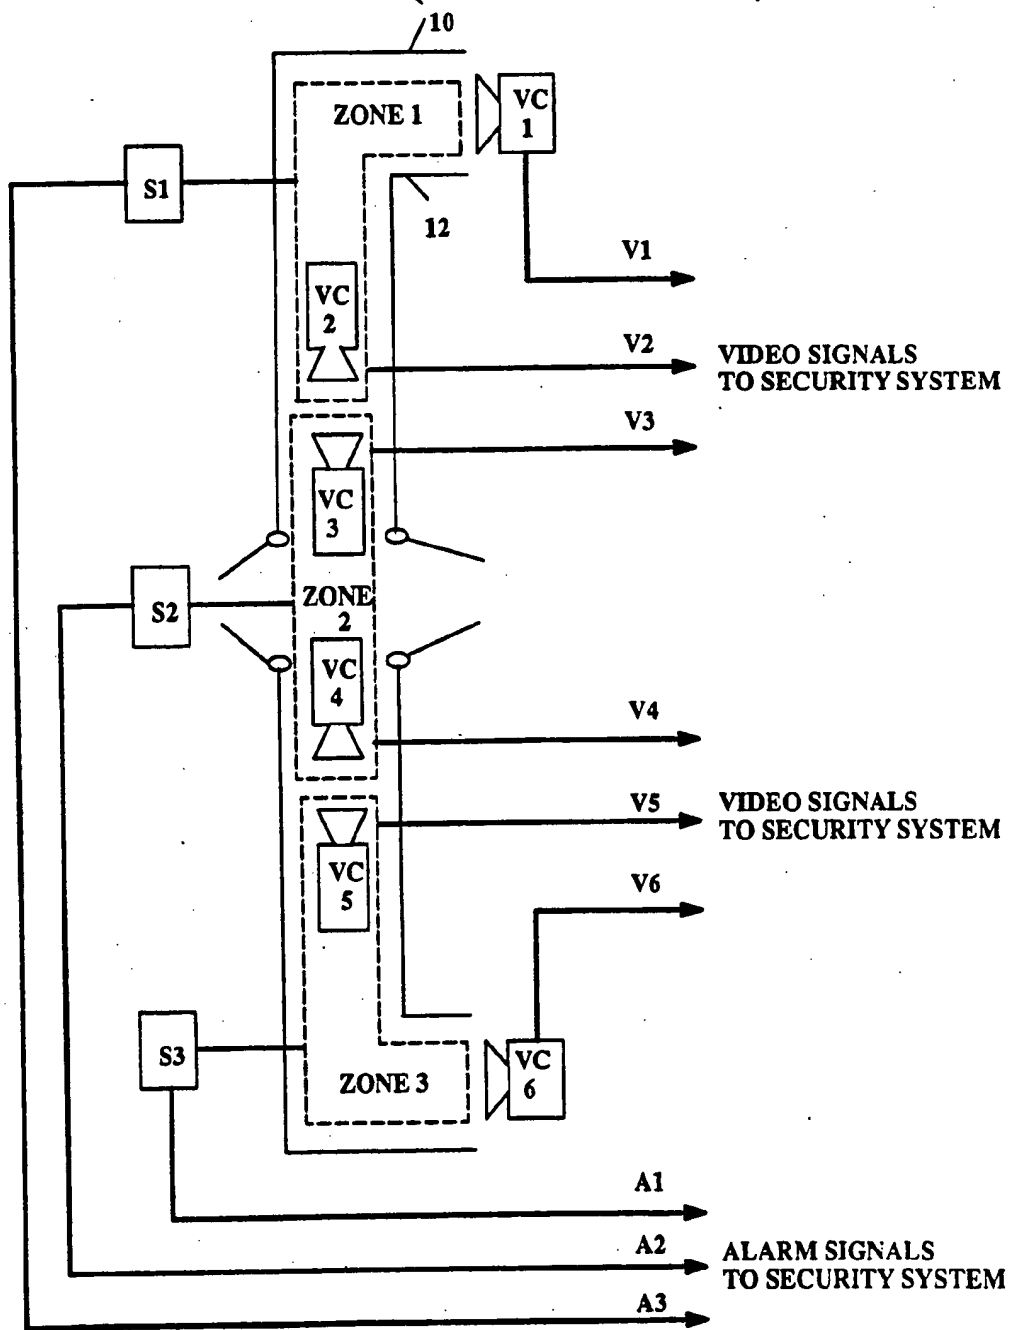 10
ZONE 1
VC
1
S1
12
V1
VC
2
V2
VIDEO SIGNALS
TO SECURITY SYSTEM
V3
VC
3
S2
ZONE
2
VC
4
V4
V5
VIDEO SIGNALS
TO SECURITY SYSTEM
VC
5
V6
S3
ZONE 3
VC
6
A1
A2
ALARM SIGNALS
TO SECURITY SYSTEM
A3